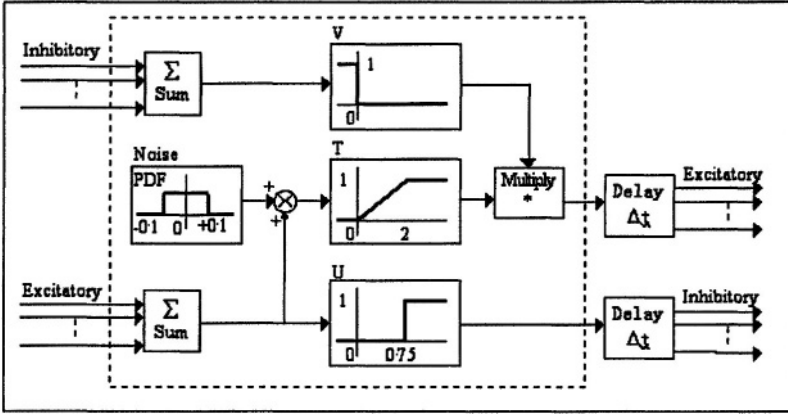 Inhibitory
Σ
Sum
V
1
0
Noise
PDF
-0.1 0 +0.1
+
+
T
1
0 2
Multiply
*
Delay
Δt
Excitatory
Excitatory
Σ
Sum
U
1
0 0.75
Delay
Δt
Inhibitory